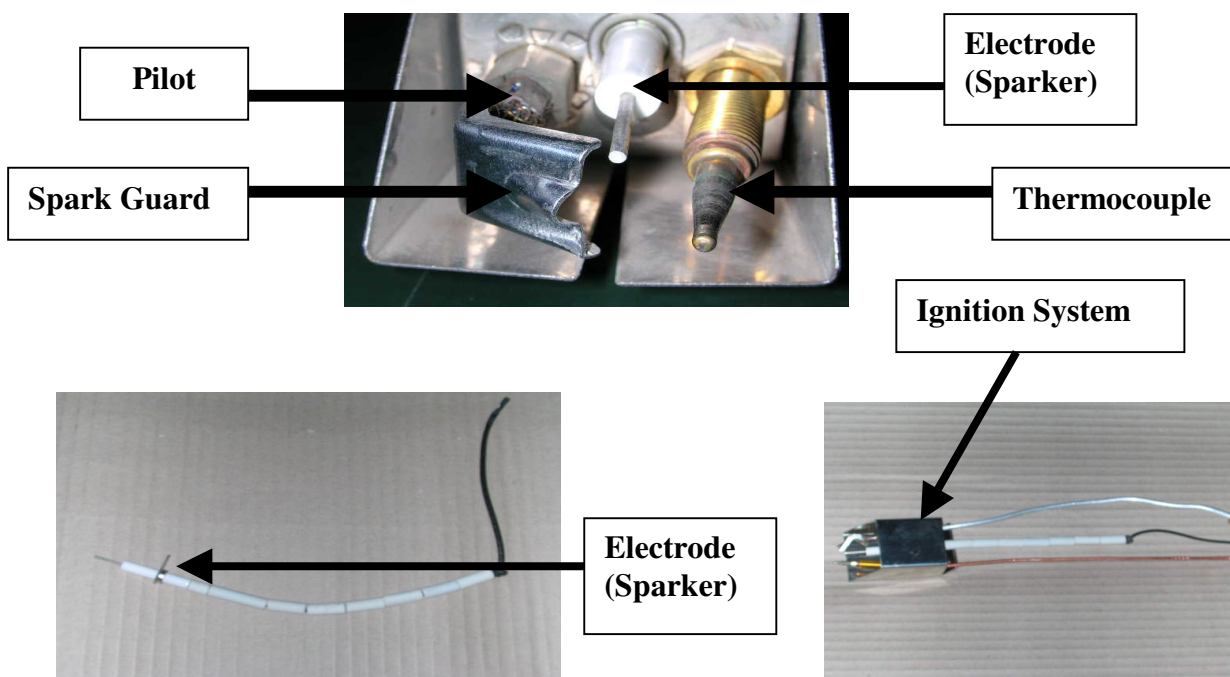 Pilot
Electrode
(Sparker)
Spark Guard
Thermocouple
Ignition System
Electrode
(Sparker)